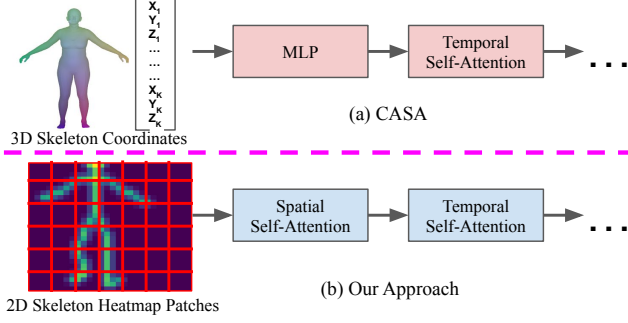 X1
Y1
Z1
...
...
...
XK
YK
ZK
3D Skeleton Coordinates
MLP
Temporal
Self-Attention
...
(a) CASA
2D Skeleton Heatmap Patches
Spatial
Self-Attention
Temporal
Self-Attention
...
(b) Our Approach